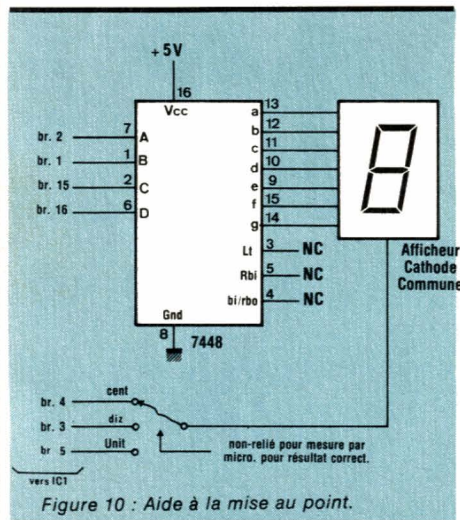 + 5V
16
Vcc
br. 2 7 A
br. 1 1 B
br. 15 2 C
br. 16 6 D
a 13
b 12
c 11
d 10
e 9
f 15
g 14
Lt 3 NC
Rbi 5 NC
bi/rbo 4 NC
Gnd
8 7448
Afficheur
Cathode
Commune
br. 4 cent
br. 3 diz
br 5 Unit
vers IC1
non-relié pour mesure par
micro. pour résultat correct.
Figure 10 : Aide à la mise au point.